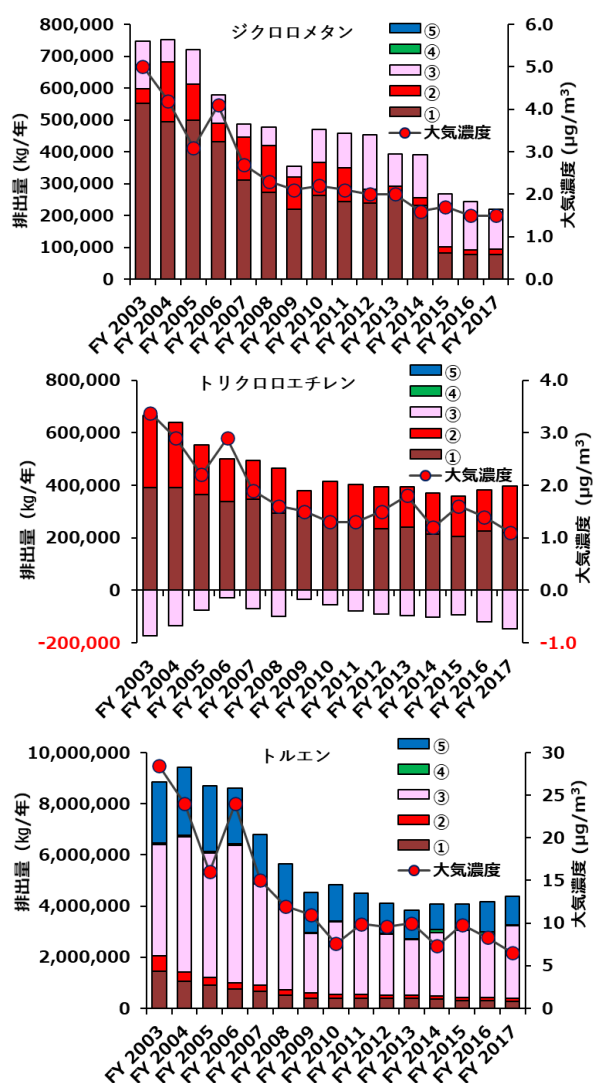 ジクロロメタン
排出量 (kg/年)
大気濃度 (μg/m³)
800,000
700,000
600,000
500,000
400,000
300,000
200,000
100,000
0
6.0
5.0
4.0
3.0
2.0
1.0
0.0
⑤
④
③
②
①
大気濃度
FY 2003
FY 2004
FY 2005
FY 2006
FY 2007
FY 2008
FY 2009
FY 2010
FY 2011
FY 2012
FY 2013
FY 2014
FY 2015
FY 2016
FY 2017
トリクロロエチレン
排出量 (kg/年)
大気濃度 (μg/m³)
800,000
600,000
400,000
200,000
0
-200,000
4.0
3.0
2.0
1.0
0.0
-1.0
⑤
④
③
②
①
大気濃度
FY 2003
FY 2004
FY 2005
FY 2006
FY 2007
FY 2008
FY 2009
FY 2010
FY 2011
FY 2012
FY 2013
FY 2014
FY 2015
FY 2016
FY 2017
トルエン
排出量 (kg/年)
大気濃度 (μg/m³)
10,000,000
8,000,000
6,000,000
4,000,000
2,000,000
0
30
25
20
15
10
5
0
⑤
④
③
②
①
大気濃度
FY 2003
FY 2004
FY 2005
FY 2006
FY 2007
FY 2008
FY 2009
FY 2010
FY 2011
FY 2012
FY 2013
FY 2014
FY 2015
FY 2016
FY 2017